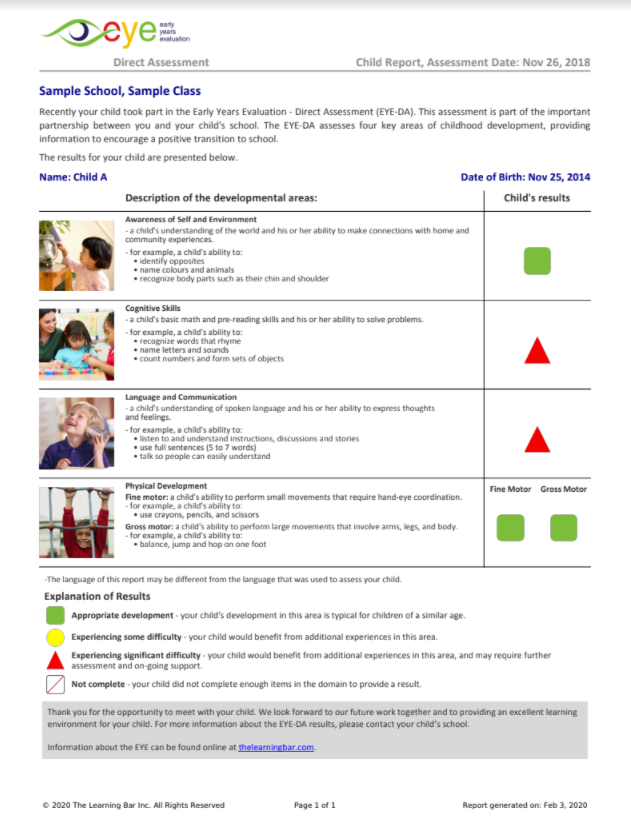 eye early
years
evaluation
Direct Assessment Child Report, Assessment Date: Nov 26, 2018
Sample School, Sample Class
Recently your child took part in the Early Years Evaluation - Direct Assessment (EYE-DA). This assessment is part of the important
partnership between you and your child's school. The EYE-DA assesses four key areas of childhood development, providing
information to encourage a positive transition to school.
The results for your child are presented below.
Name: Child A Date of Birth: Nov 25, 2014
Description of the developmental areas: Child's results
Awareness of Self and Environment
- a child's understanding of the world and his or her ability to make connections with home and
community experiences.
- for example, a child's ability to:
• identify opposites
• name colours and animals
• recognize body parts such as their chin and shoulder
Cognitive Skills
- a child's basic math and pre-reading skills and his or her ability to solve problems.
- for example, a child's ability to:
• recognize words that rhyme
• name letters and sounds
• count numbers and form sets of objects
Language and Communication
- a child's understanding of spoken language and his or her ability to express thoughts
and feelings.
- for example, a child's ability to:
• listen to and understand instructions, discussions and stories
• use full sentences (5 to 7 words)
• talk so people can easily understand
Physical Development
Fine motor: a child's ability to perform small movements that require hand-eye coordination.
- for example, a child's ability to:
• use crayons, pencils, and scissors
Gross motor: a child's ability to perform large movements that involve arms, legs, and body.
- for example, a child's ability to:
• balance, jump and hop on one foot
Fine Motor Gross Motor
-The language of this report may be different from the language that was used to assess your child.
Explanation of Results
Appropriate development - your child's development in this area is typical for children of a similar age.
Experiencing some difficulty - your child would benefit from additional experiences in this area.
Experiencing significant difficulty - your child would benefit from additional experiences in this area, and may require further
assessment and on-going support.
Not complete - your child did not complete enough items in the domain to provide a result.
Thank you for the opportunity to meet with your child. We look forward to our future work together and to providing an excellent learning
environment for your child. For more information about the EYE-DA results, please contact your child's school.
Information about the EYE can be found online at thelearningbar.com.
© 2020 The Learning Bar Inc. All Rights Reserved Page 1 of 1 Report generated on: Feb 3, 2020